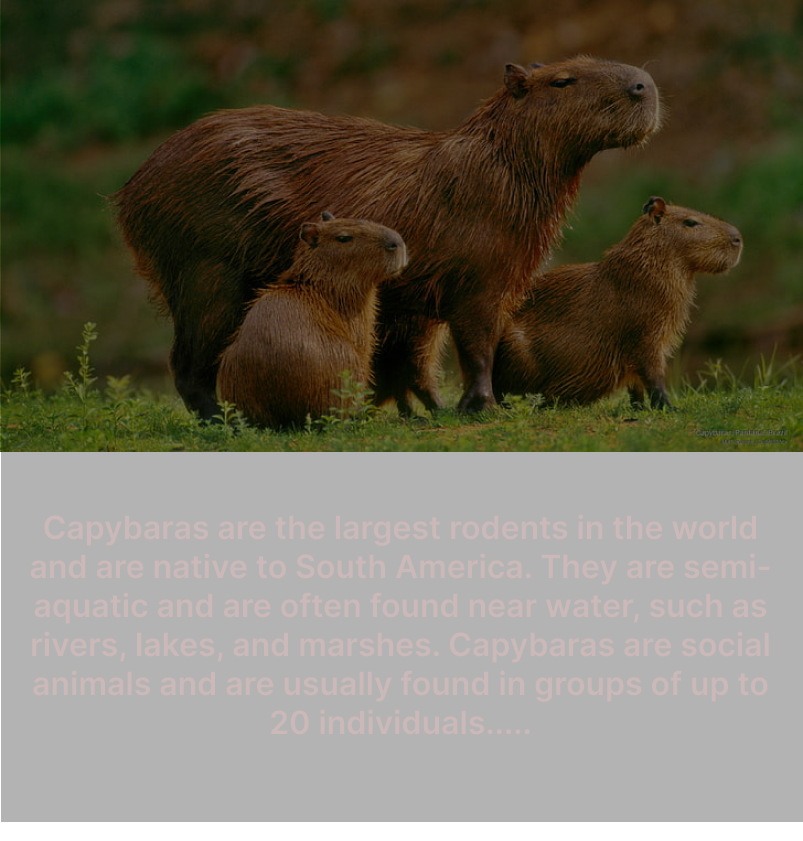 Capybaras are the largest rodents in the world
and are native to South America. They are semi-
aquatic and are often found near water, such as
rivers, lakes, and marshes. Capybaras are social
animals and are usually found in groups of up to
20 individuals.....